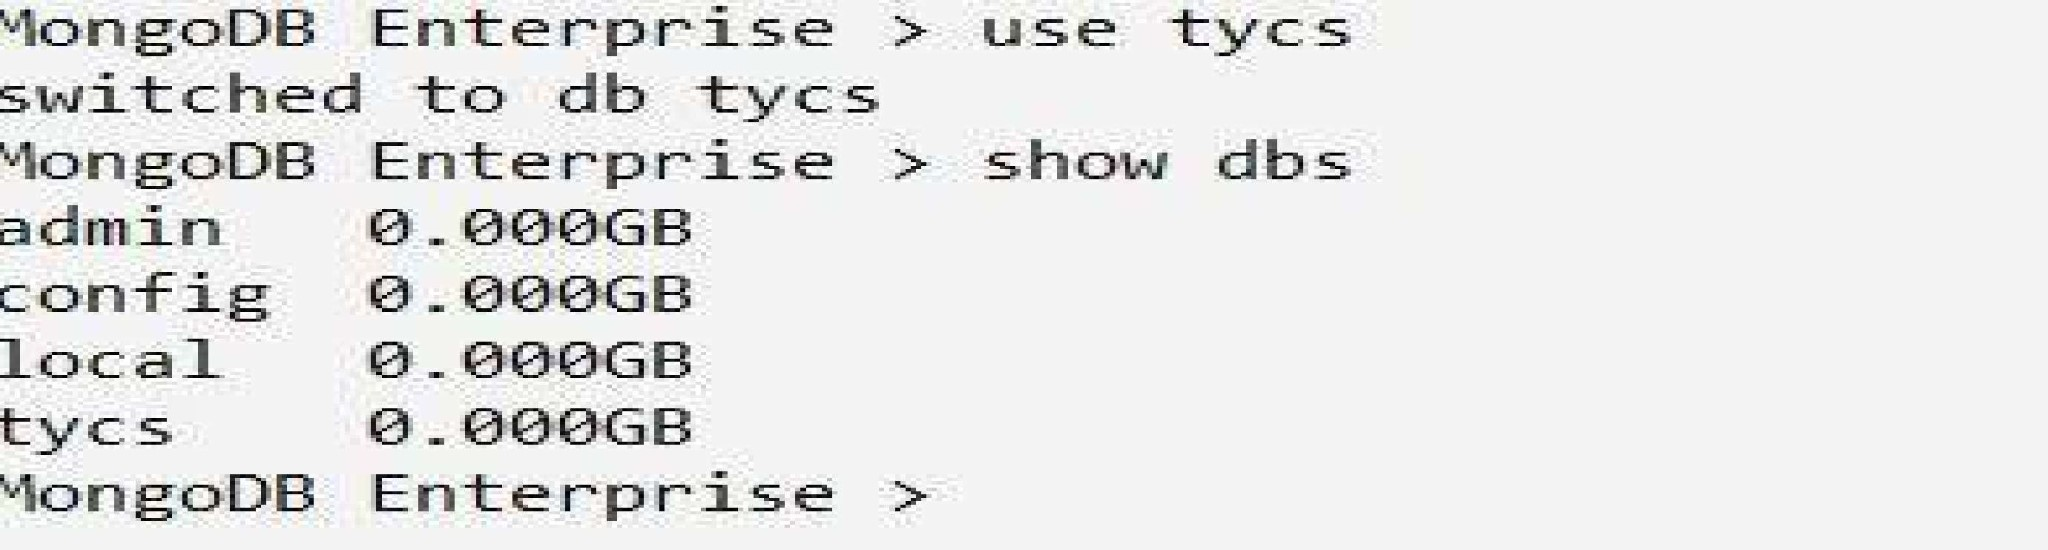 MongoDB Enterprise > use tycs
switched to db tycs
MongoDB Enterprise > show dbs
admin   0.000GB
config  0.000GB
local   0.000GB
tycs    0.000GB
MongoDB Enterprise >